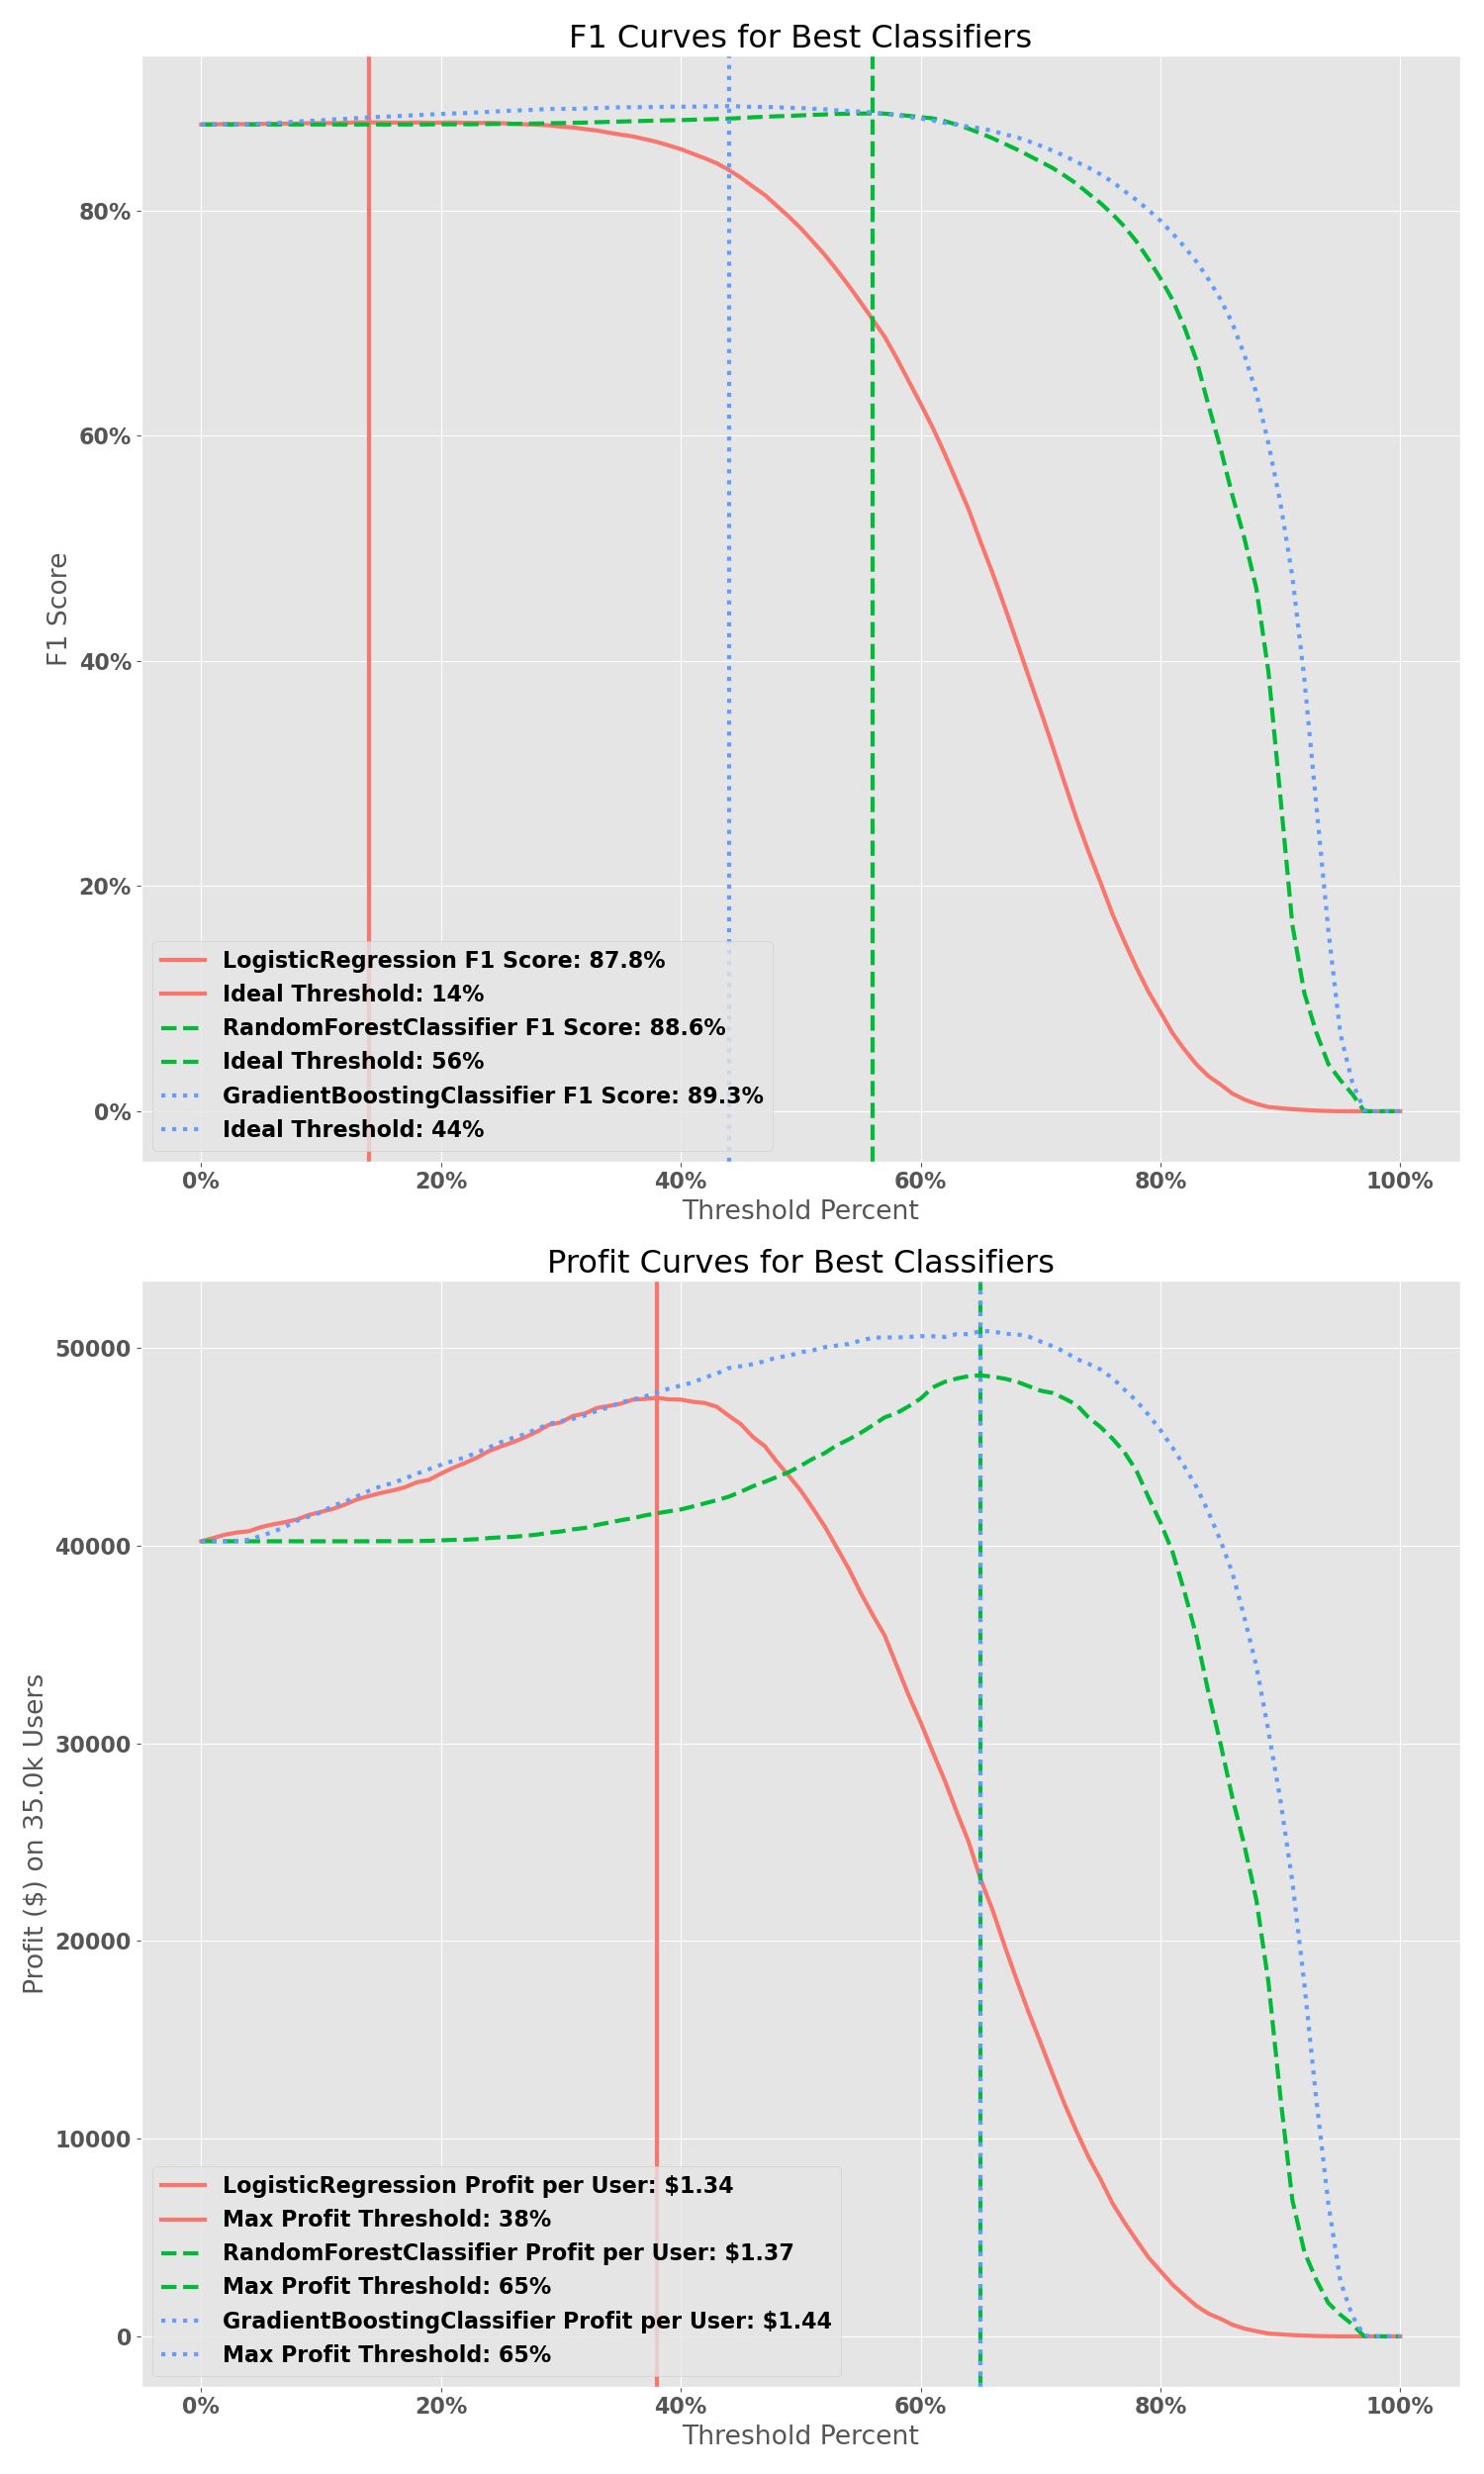 F1 Curves for Best Classifiers
80%
60%
40%
20%
0%
F1 Score
LogisticRegression F1 Score: 87.8%
Ideal Threshold: 14%
RandomForestClassifier F1 Score: 88.6%
Ideal Threshold: 56%
GradientBoostingClassifier F1 Score: 89.3%
Ideal Threshold: 44%
0% 20% 40% 60% 80% 100%
Threshold Percent
Profit Curves for Best Classifiers
50000
40000
30000
20000
10000
0
Profit ($) on 35.0k Users
LogisticRegression Profit per User: $1.34
Max Profit Threshold: 38%
RandomForestClassifier Profit per User: $1.37
Max Profit Threshold: 65%
GradientBoostingClassifier Profit per User: $1.44
Max Profit Threshold: 65%
0% 20% 40% 60% 80% 100%
Threshold Percent